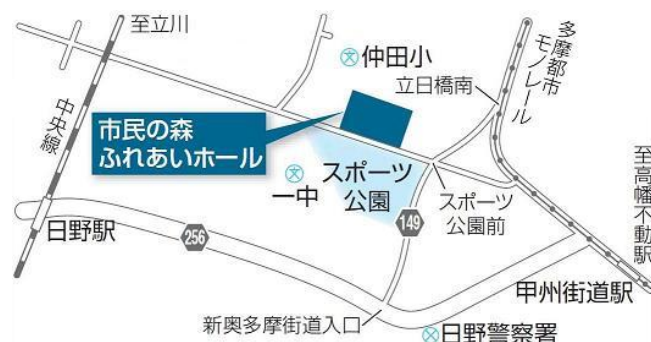 至立川
中央線
文
仲田小
立日橋南
多摩都市
モノレール
市民の森
ふれあいホール
文
一中
スポーツ
公園
スポーツ
公園前
至高幡不動駅
日野駅
256
149
甲州街道駅
新奥多摩街道入口
日野警察署